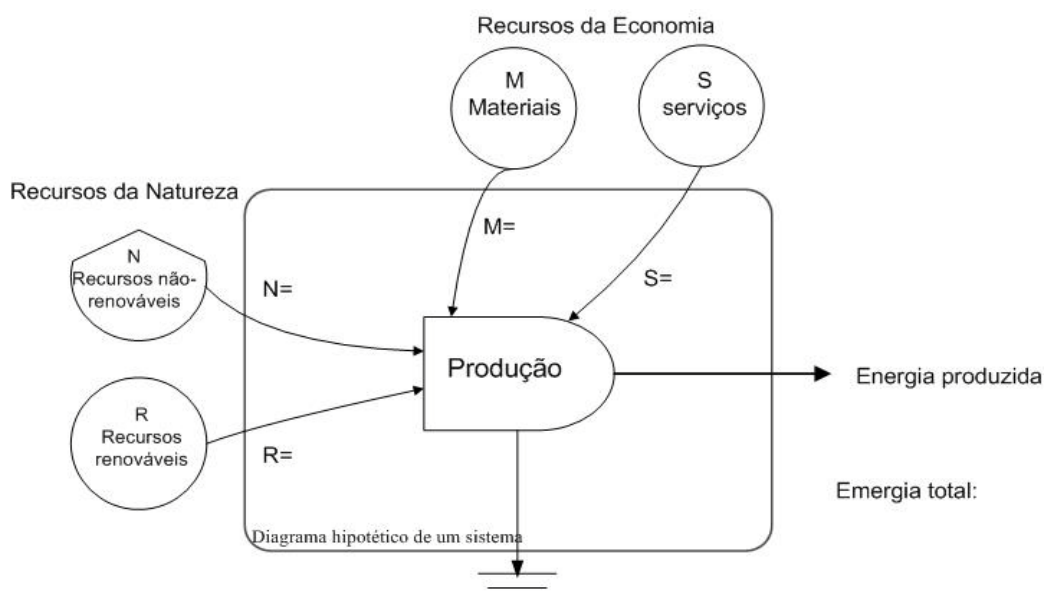 Recursos da Economia
M
Materiais
S
serviços
Recursos da Natureza
N
Recursos não-
renováveis
M=
N=
S=
Produção
Energia produzida
R
Recursos
renováveis
R=
Emergia total:
Diagrama hipotético de um sistema